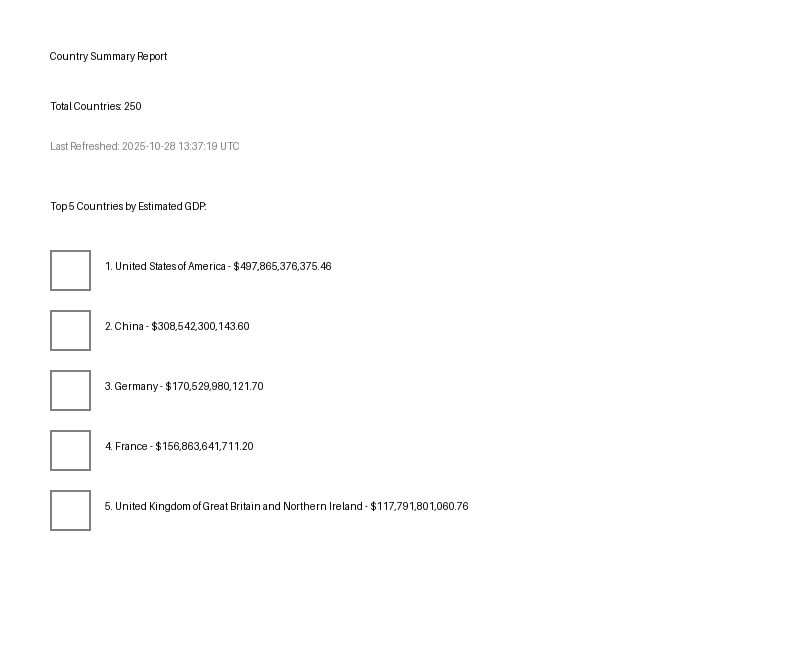 Country Summary Report
Total Countries: 250
Last Refreshed: 2025-10-28 13:37:19 UTC
Top 5 Countries by Estimated GDP:
1. United States of America - $497,865,376,375.46
2. China - $308,542,300,143.60
3. Germany - $170,529,980,121.70
4. France - $156,863,641,711.20
5. United Kingdom of Great Britain and Northern Ireland - $117,791,801,060.76